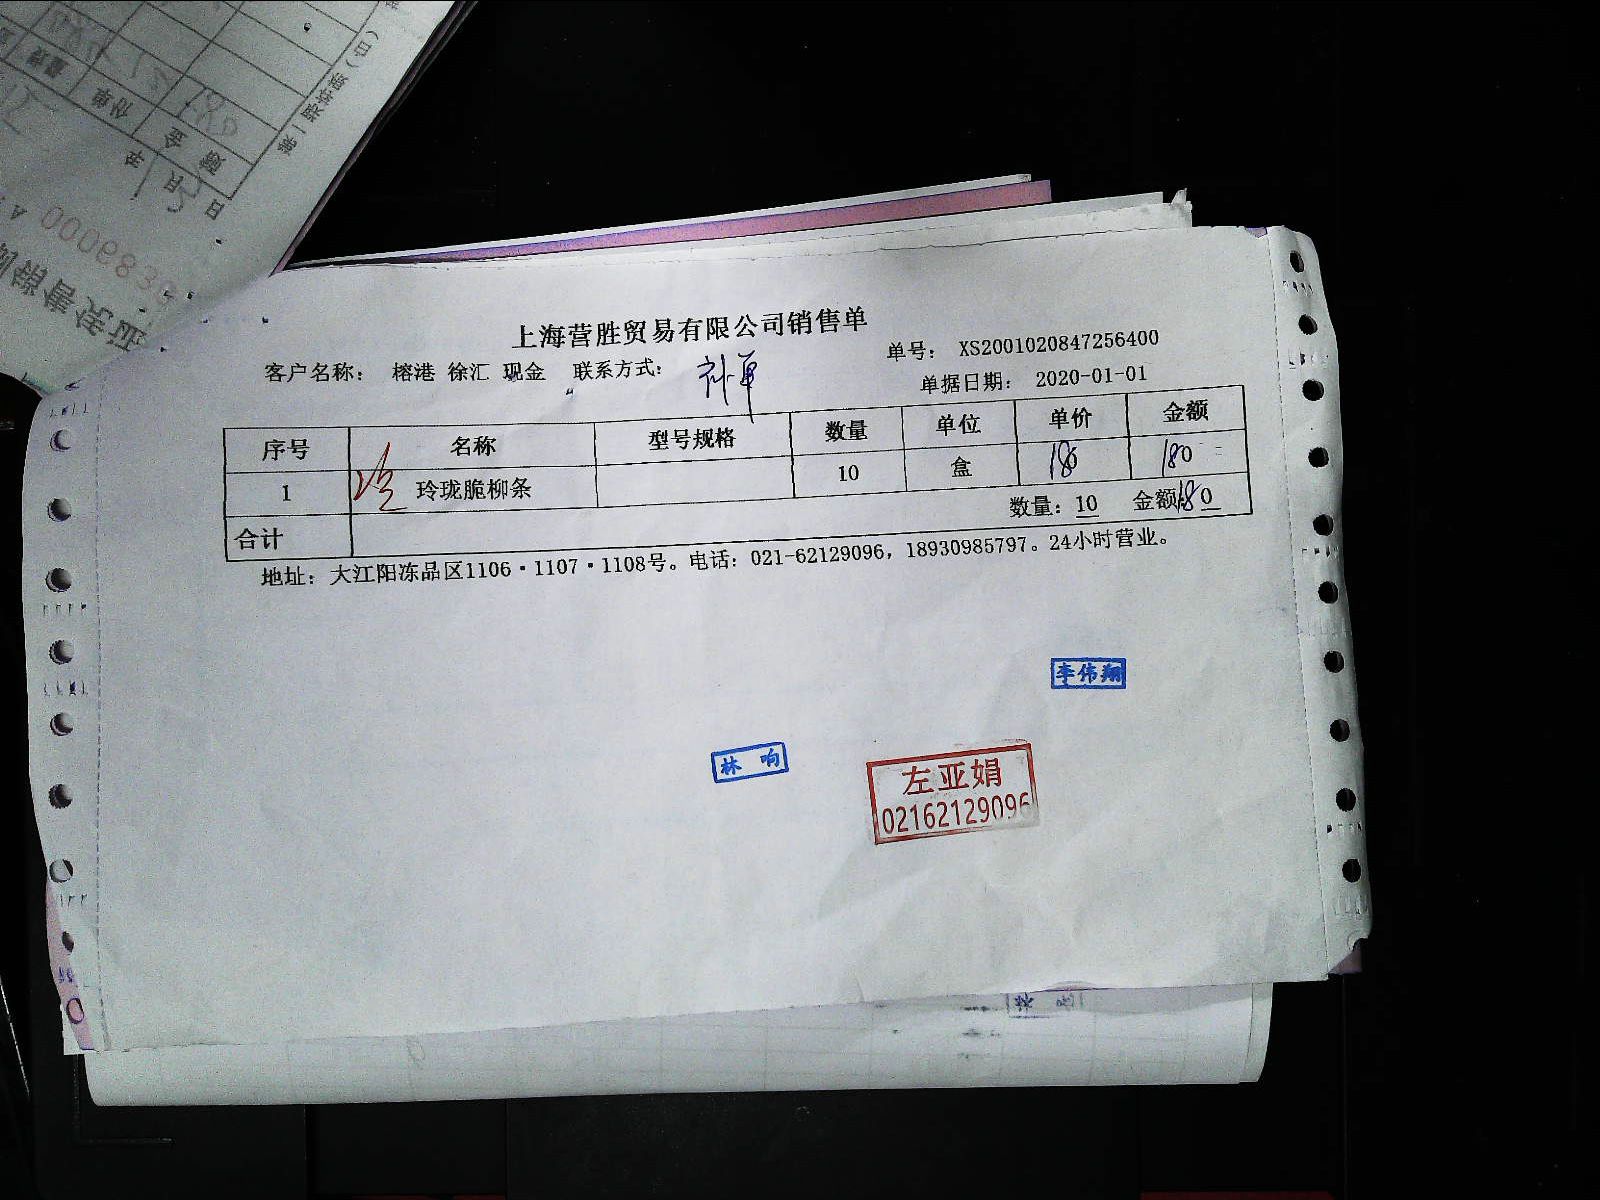 上海营胜贸易有限公司销售单
单号: XS2001020847256400
客户名称: 榕港 徐汇 现金 联系方式: 补单
单据日期: 2020-01-01
序号 名称 型号规格 数量 单位 单价 金额
1 玲珑脆柳条 10 盒 180 180
合计 数量: 10 金额: 180
地址: 大江阳冻品区1106·1107·1108号。电话: 021-62129096, 18930985797。24小时营业。
李伟翔
林响
左亚娟
02162129096